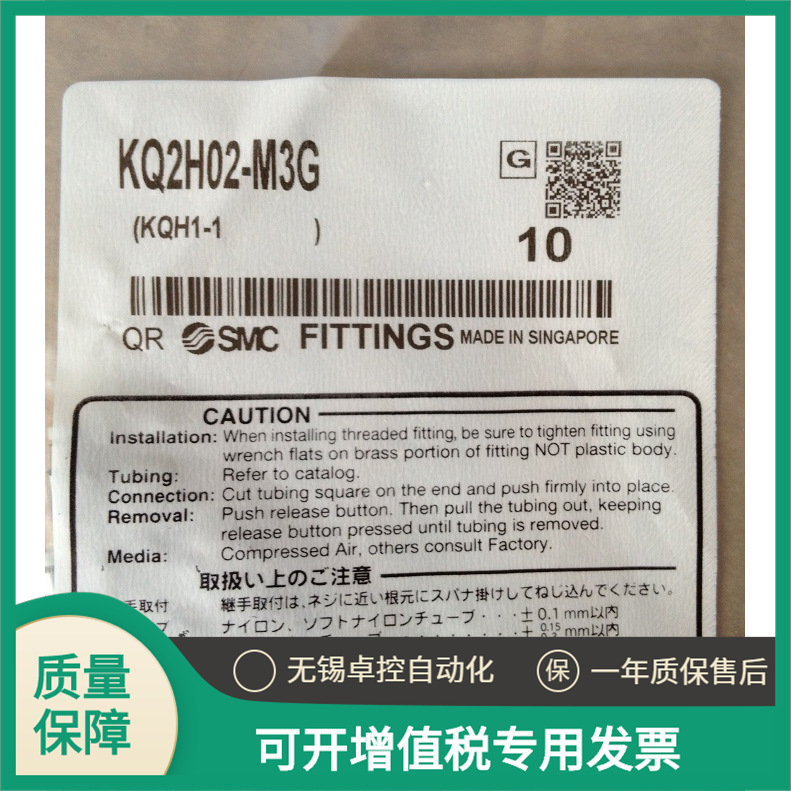 KQ2H02-M3G
G
(KQH1-1 )
10
QR SMC FITTINGS MADE IN SINGAPORE
CAUTION
Installation: When installing threaded fitting, be sure to tighten fitting using
wrench flats on brass portion of fitting NOT plastic body.
Tubing: Refer to catalog.
Connection: Cut tubing square on the end and push firmly into place.
Removal: Push release button. Then pull the tubing out, keeping
release button pressed until tubing is removed.
Media: Compressed Air, others consult Factory.
取扱い上のご注意
手取付 継手取付は、ネジに近い根元にスパナ掛けしてねじ込んでください。
ブ ナイロン、ソフトナイロンチューブ・・・± 0.1 mm以内
mm以内
质量
保障
无锡卓控自动化
保 一年质保售后
可开增值税专用发票